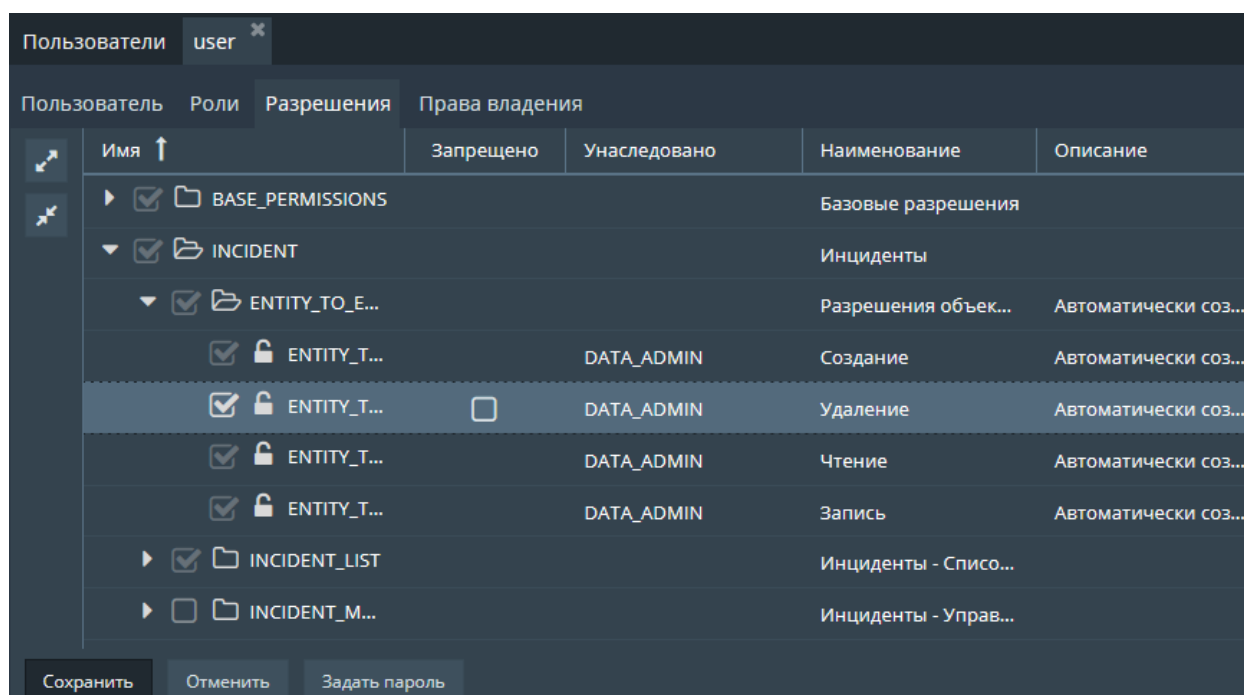 Пользователи user
Пользователь Роли Разрешения Права владения
Имя Запрещено Унаследовано Наименование Описание
BASE_PERMISSIONS Базовые разрешения
INCIDENT Инциденты
ENTITY_TO_E... Разрешения объек... Автоматически соз...
ENTITY_T... DATA_ADMIN Создание Автоматически соз...
ENTITY_T... DATA_ADMIN Удаление Автоматически соз...
ENTITY_T... DATA_ADMIN Чтение Автоматически соз...
ENTITY_T... DATA_ADMIN Запись Автоматически соз...
INCIDENT_LIST Инциденты - Списо...
INCIDENT_M... Инциденты - Управ...
Сохранить Отменить Задать пароль